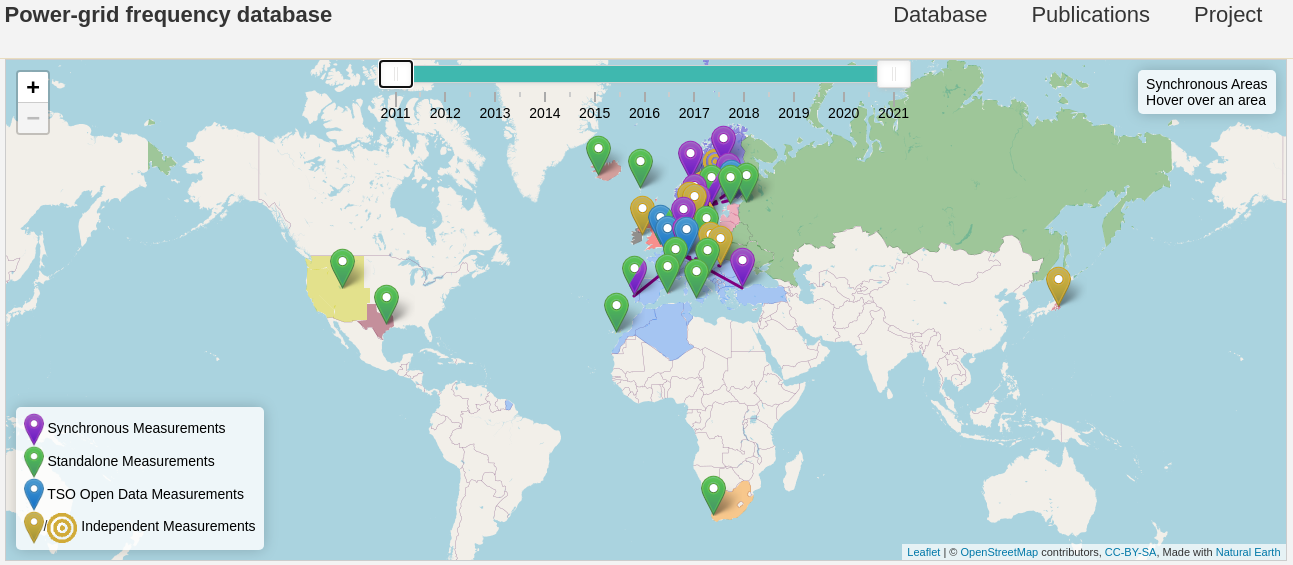 Power-grid frequency database
Database Publications Project
+
−
Synchronous Areas
Hover over an area
2011 2012 2013 2014 2015 2016 2017 2018 2019 2020 2021
Synchronous Measurements
Standalone Measurements
TSO Open Data Measurements
/ Independent Measurements
Leaflet | © OpenStreetMap contributors, CC-BY-SA, Made with Natural Earth